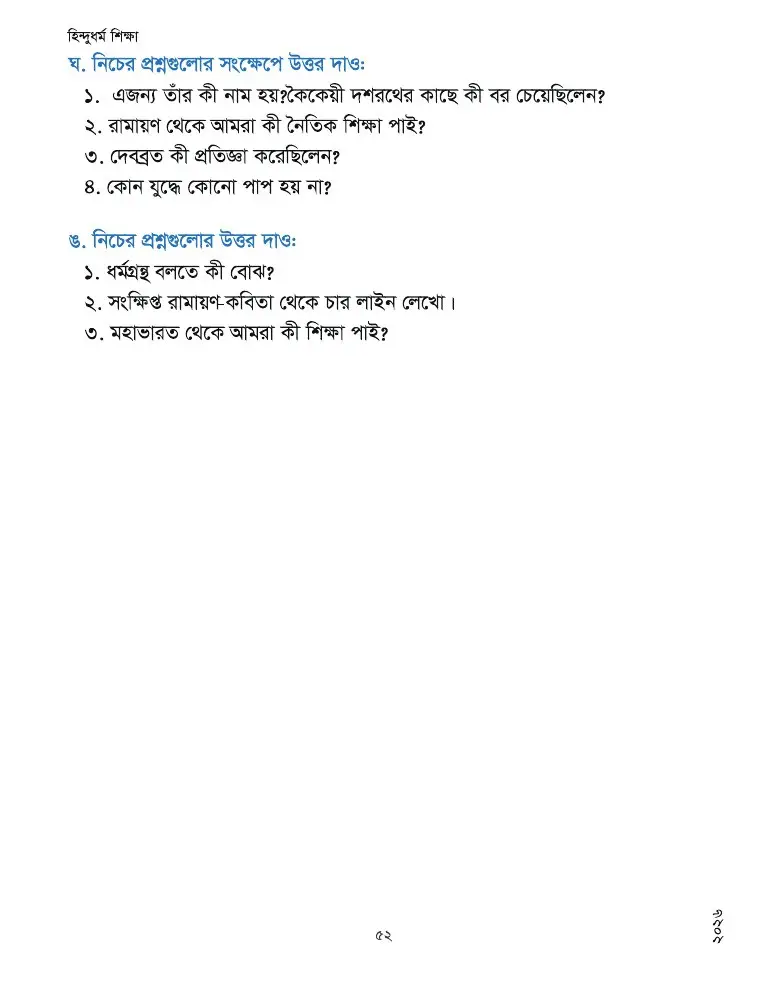 হিন্দুধর্ম শিক্ষা
ঘ. নিচের প্রশ্নগুলোর সংক্ষেপে উত্তর দাও:
১. এজন্য তাঁর কী নাম হয়?কৈকেয়ী দশরথের কাছে কী বর চেয়েছিলেন?
২. রামায়ণ থেকে আমরা কী নৈতিক শিক্ষা পাই?
৩. দেবব্রত কী প্রতিজ্ঞা করেছিলেন?
৪. কোন যুদ্ধে কোনো পাপ হয় না?
ঙ. নিচের প্রশ্নগুলোর উত্তর দাও:
১. ধর্মগ্রন্থ বলতে কী বোঝ?
২. সংক্ষিপ্ত রামায়ণ-কবিতা থেকে চার লাইন লেখো।
৩. মহাভারত থেকে আমরা কী শিক্ষা পাই?
৫২
২০২৬